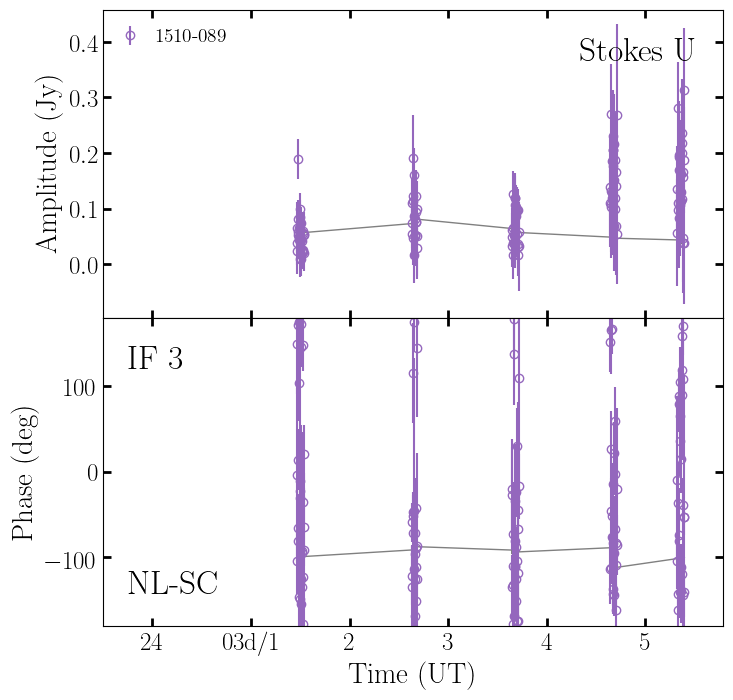 1510-089
Stokes U
0.4
0.3
0.2
0.1
0.0
Amplitude (Jy)
IF 3
100
0
−100
Phase (deg)
NL-SC
24 03d/1 2 3 4 5
Time (UT)